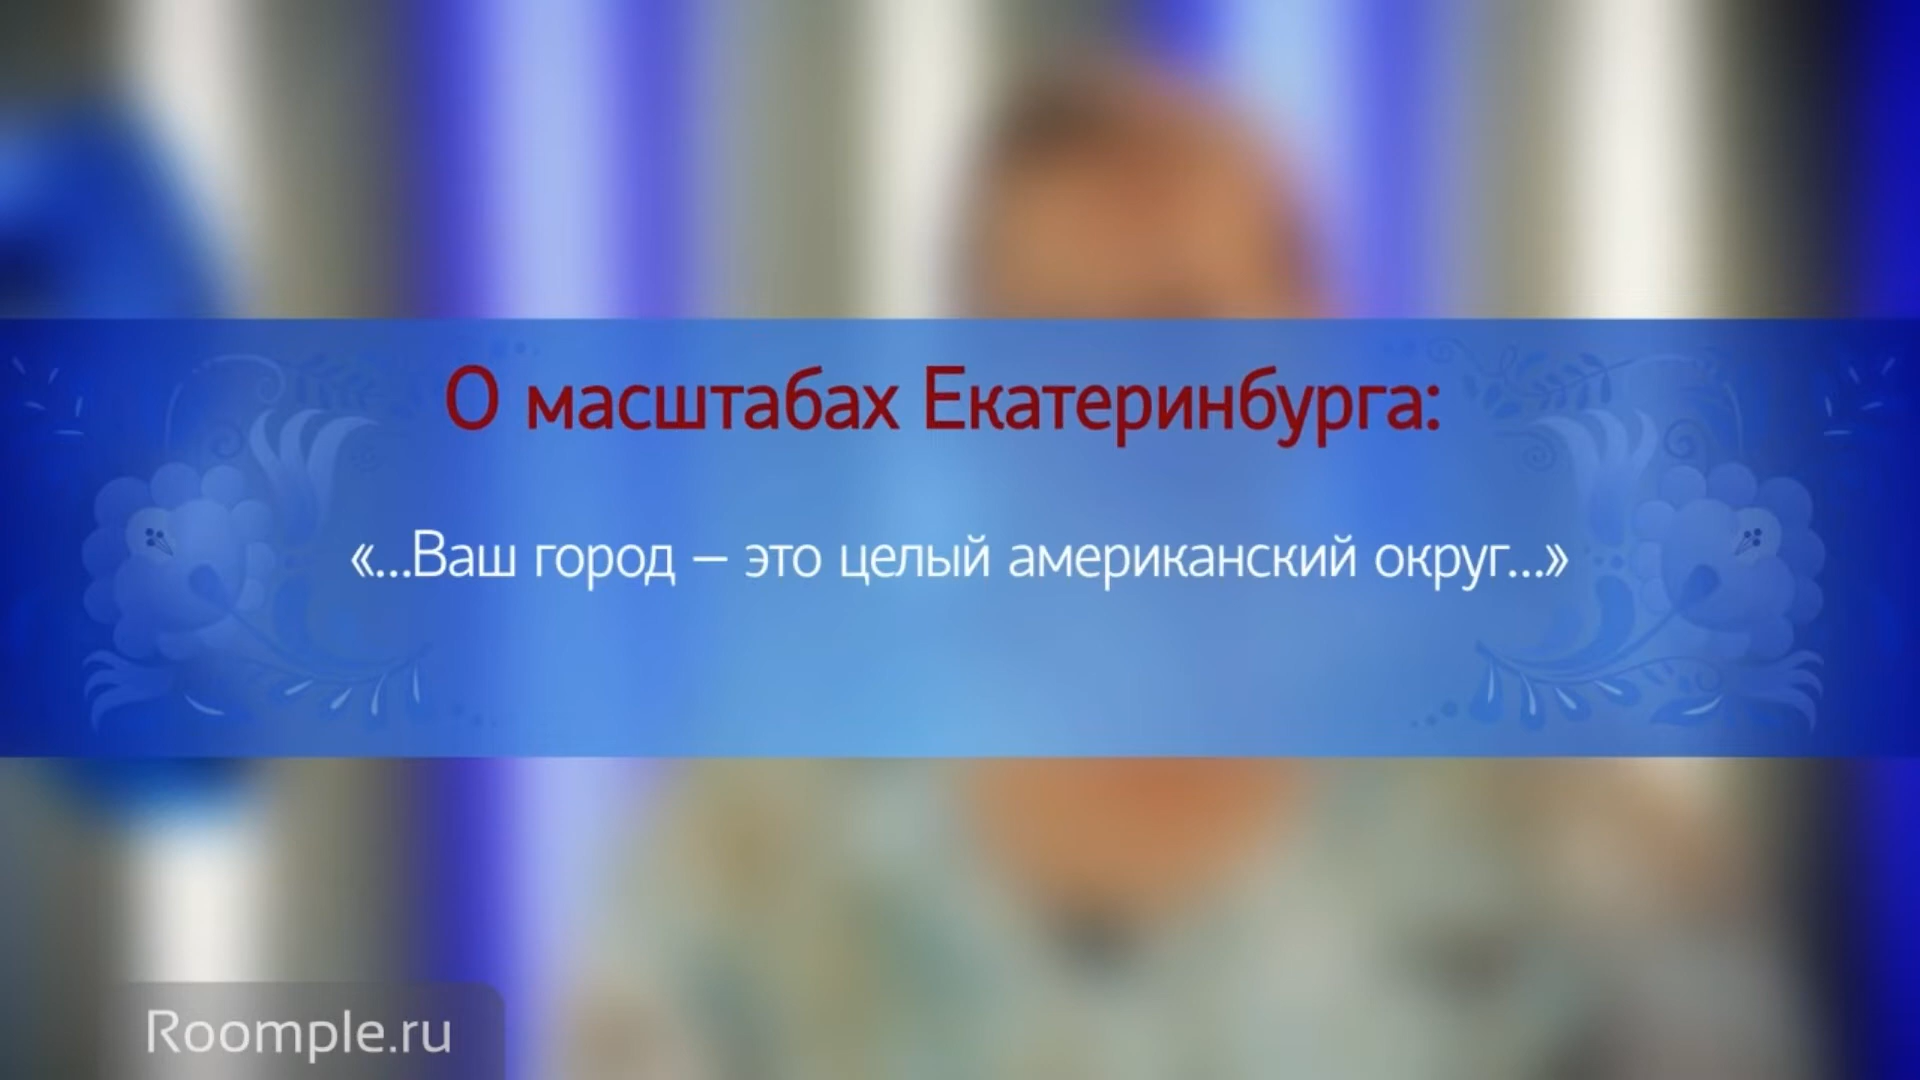 О масштабах Екатеринбурга:
«...Ваш город – это целый американский округ...»
Roomple.ru